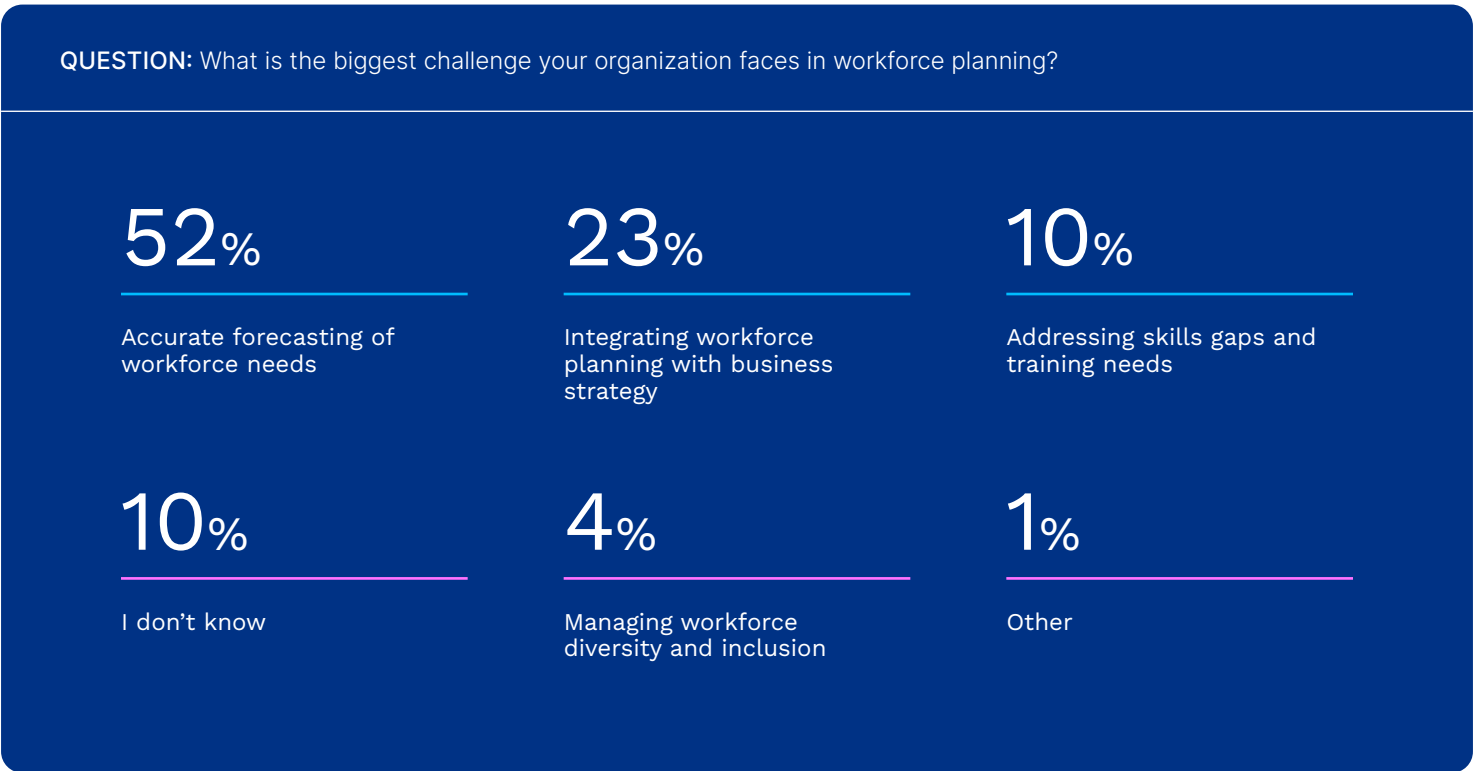 QUESTION: What is the biggest challenge your organization faces in workforce planning?
52%
Accurate forecasting of
workforce needs
23%
Integrating workforce
planning with business
strategy
10%
Addressing skills gaps and
training needs
10%
I don’t know
4%
Managing workforce
diversity and inclusion
1%
Other